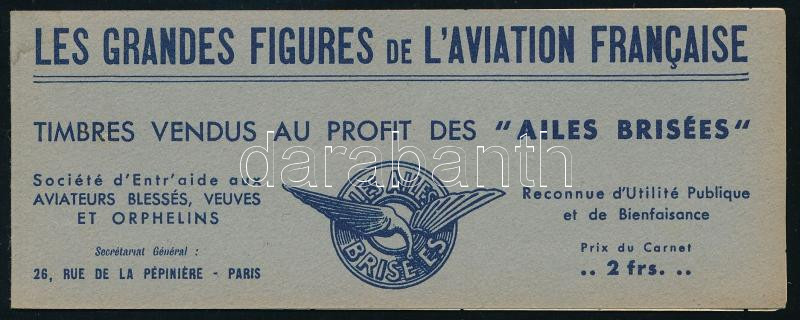 LES GRANDES FIGURES DE L'AVIATION FRANÇAISE
TIMBRES VENDUS AU PROFIT DES "AILES BRISÉES"
Société d'Entr'aide aux
AVIATEURS BLESSÉS, VEUVES
ET ORPHELINS
Secrétariat Général :
26, RUE DE LA PÉPINIÈRE - PARIS
LES AILES
BRISÉES
Reconnue d'Utilité Publique
et de Bienfaisance
Prix du Carnet
.. 2 frs. ..
darabanth